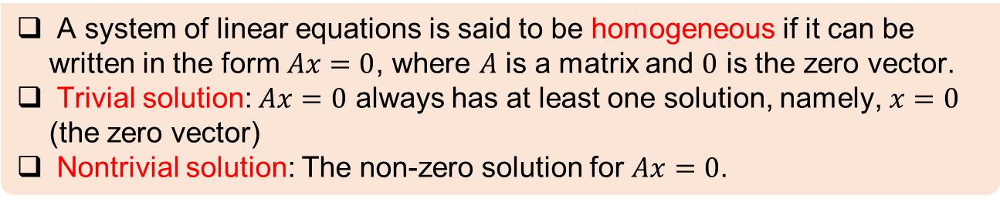 ❑ A system of linear equations is said to be homogeneous if it can be
written in the form 𝐴𝑥 = 0, where 𝐴 is a matrix and 0 is the zero vector.
❑ Trivial solution: 𝐴𝑥 = 0 always has at least one solution, namely, 𝑥 = 0
(the zero vector)
❑ Nontrivial solution: The non-zero solution for 𝐴𝑥 = 0.